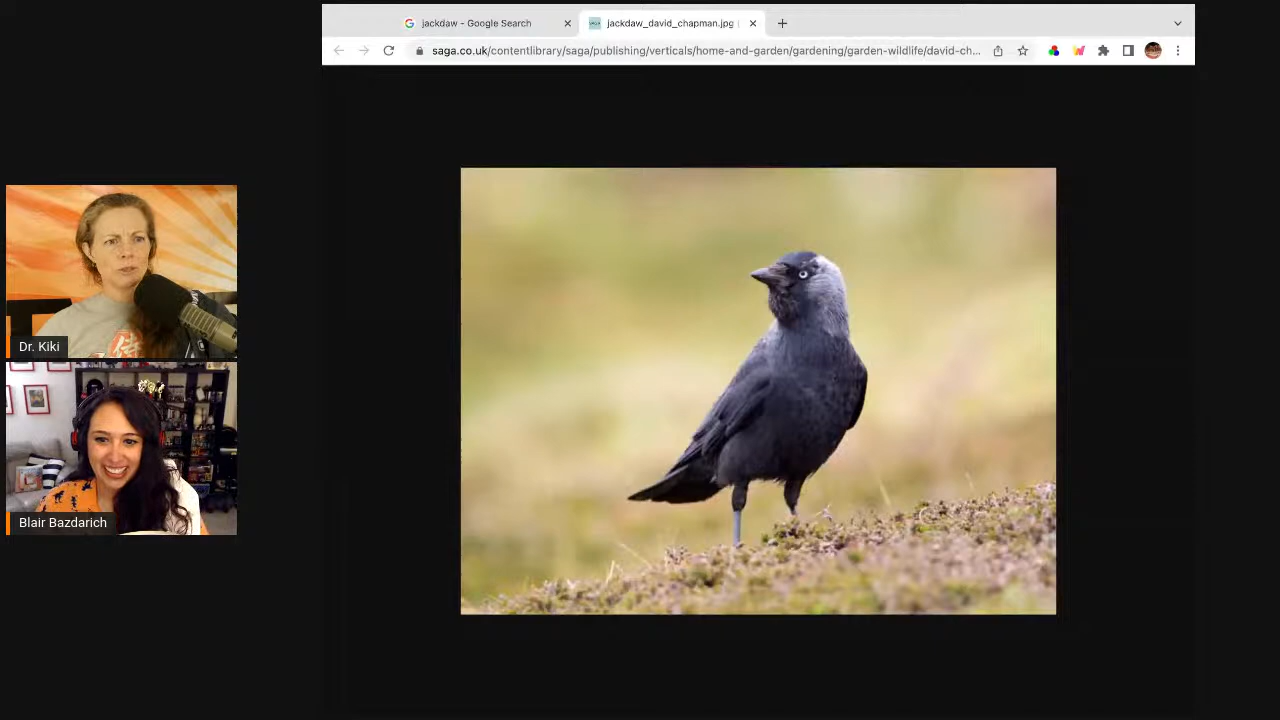 jackdaw - Google Search
jackdaw_david_chapman.jpg
saga.co.uk/contentlibrary/saga/publishing/verticals/home-and-garden/gardening/garden-wildlife/david-ch...
Dr. Kiki
Blair Bazdarich